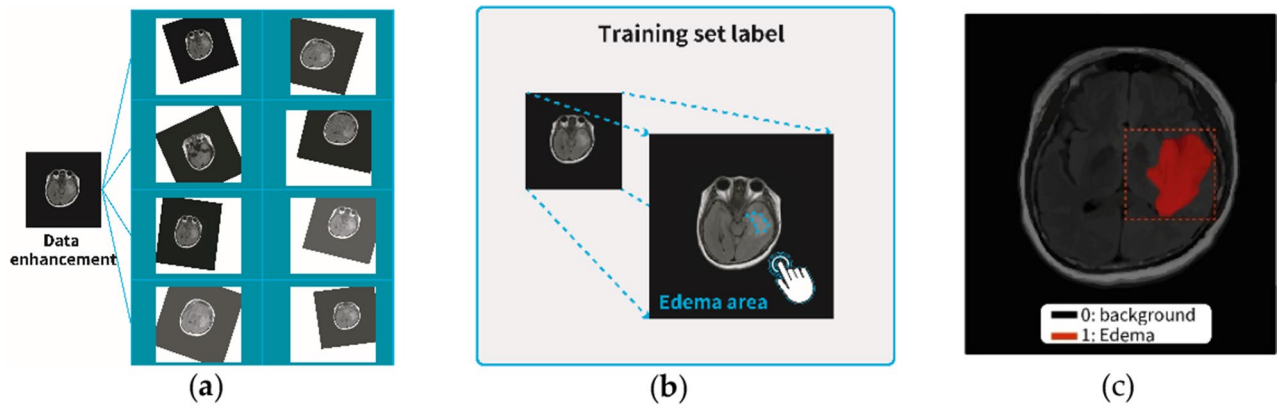 Data
enhancement
(a)
Training set label
Edema area
(b)
0: background
1: Edema
(c)